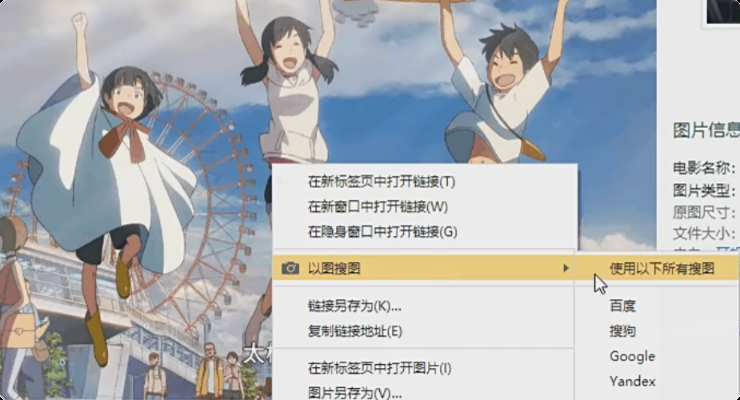 图片信息
在新标签页中打开链接(T)
电影名称:
在新窗口中打开链接(W)
图片类型:
原图尺寸:
在隐身窗口中打开链接(G)
文件大小:
以图搜图
使用以下所有搜图
链接另存为(K)...
百度
复制链接地址(E)
搜狗
太
Google
在新标签页中打开图片(I)
Yandex
图片另存为(V)...